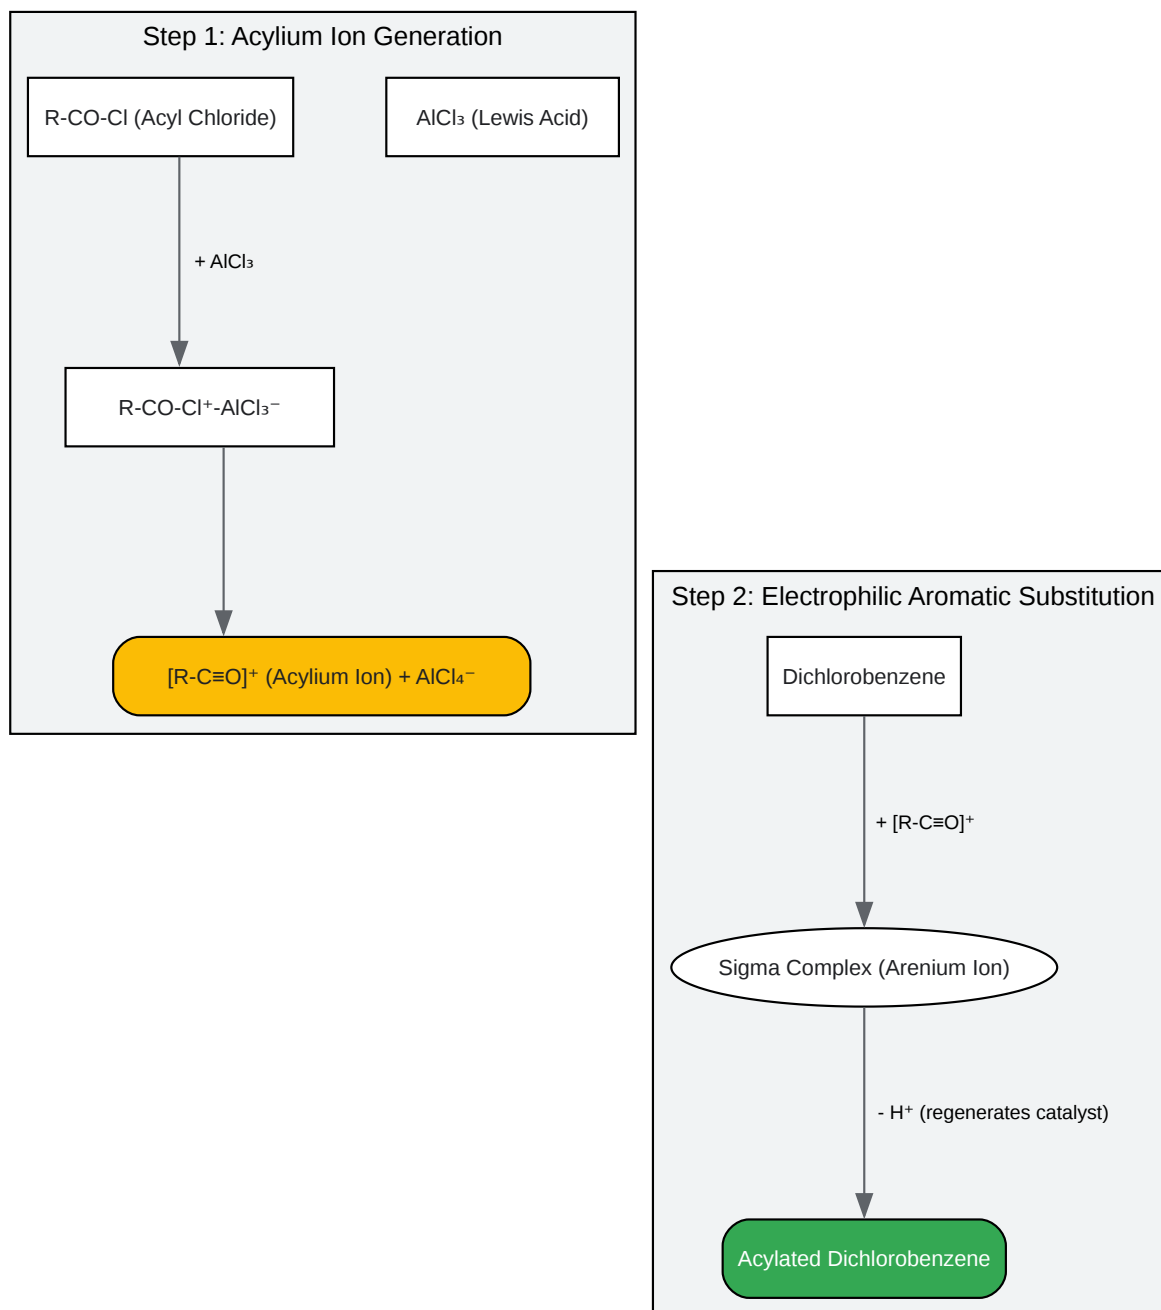 Step 1: Acylium Ion Generation
R-CO-Cl (Acyl Chloride)
AlCl₃ (Lewis Acid)
+ AlCl₃
R-CO-Cl⁺-AlCl₃⁻
[R-C≡O]⁺ (Acylium Ion) + AlCl₄⁻
Step 2: Electrophilic Aromatic Substitution
Dichlorobenzene
+ [R-C≡O]⁺
Sigma Complex (Arenium Ion)
- H⁺ (regenerates catalyst)
Acylated Dichlorobenzene